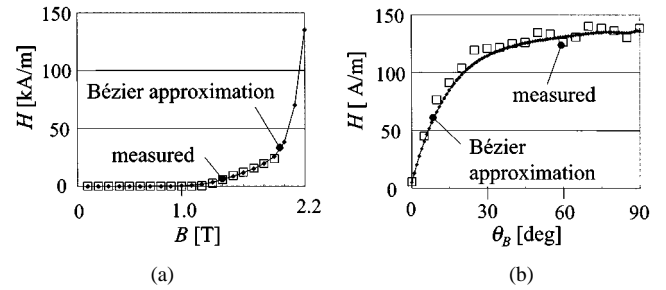 H [kA/m]
150
100
50
0
Bézier approximation
measured
1.0
2.2
B [T]
(a)
H [ A/m]
150
100
50
0
measured
Bézier
approximation
0
30
60
90
θB [deg]
(b)